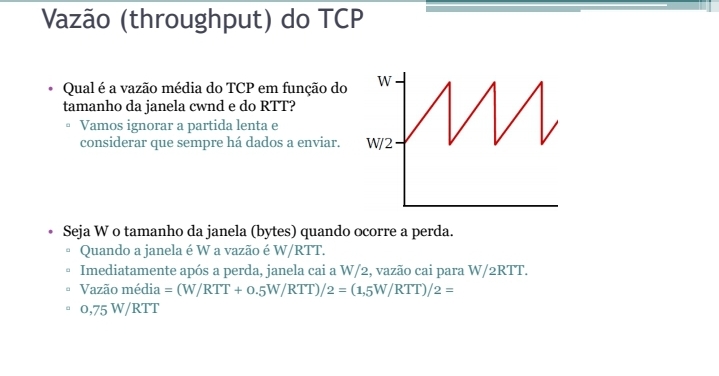 Vazão (throughput) do TCP
• Qual é a vazão média do TCP em função do
tamanho da janela cwnd e do RTT?
▫ Vamos ignorar a partida lenta e
considerar que sempre há dados a enviar.
W
W/2
• Seja W o tamanho da janela (bytes) quando ocorre a perda.
▫ Quando a janela é W a vazão é W/RTT.
▫ Imediatamente após a perda, janela cai a W/2, vazão cai para W/2RTT.
▫ Vazão média = (W/RTT + 0.5W/RTT)/2 = (1,5W/RTT)/2 =
▫ 0,75 W/RTT